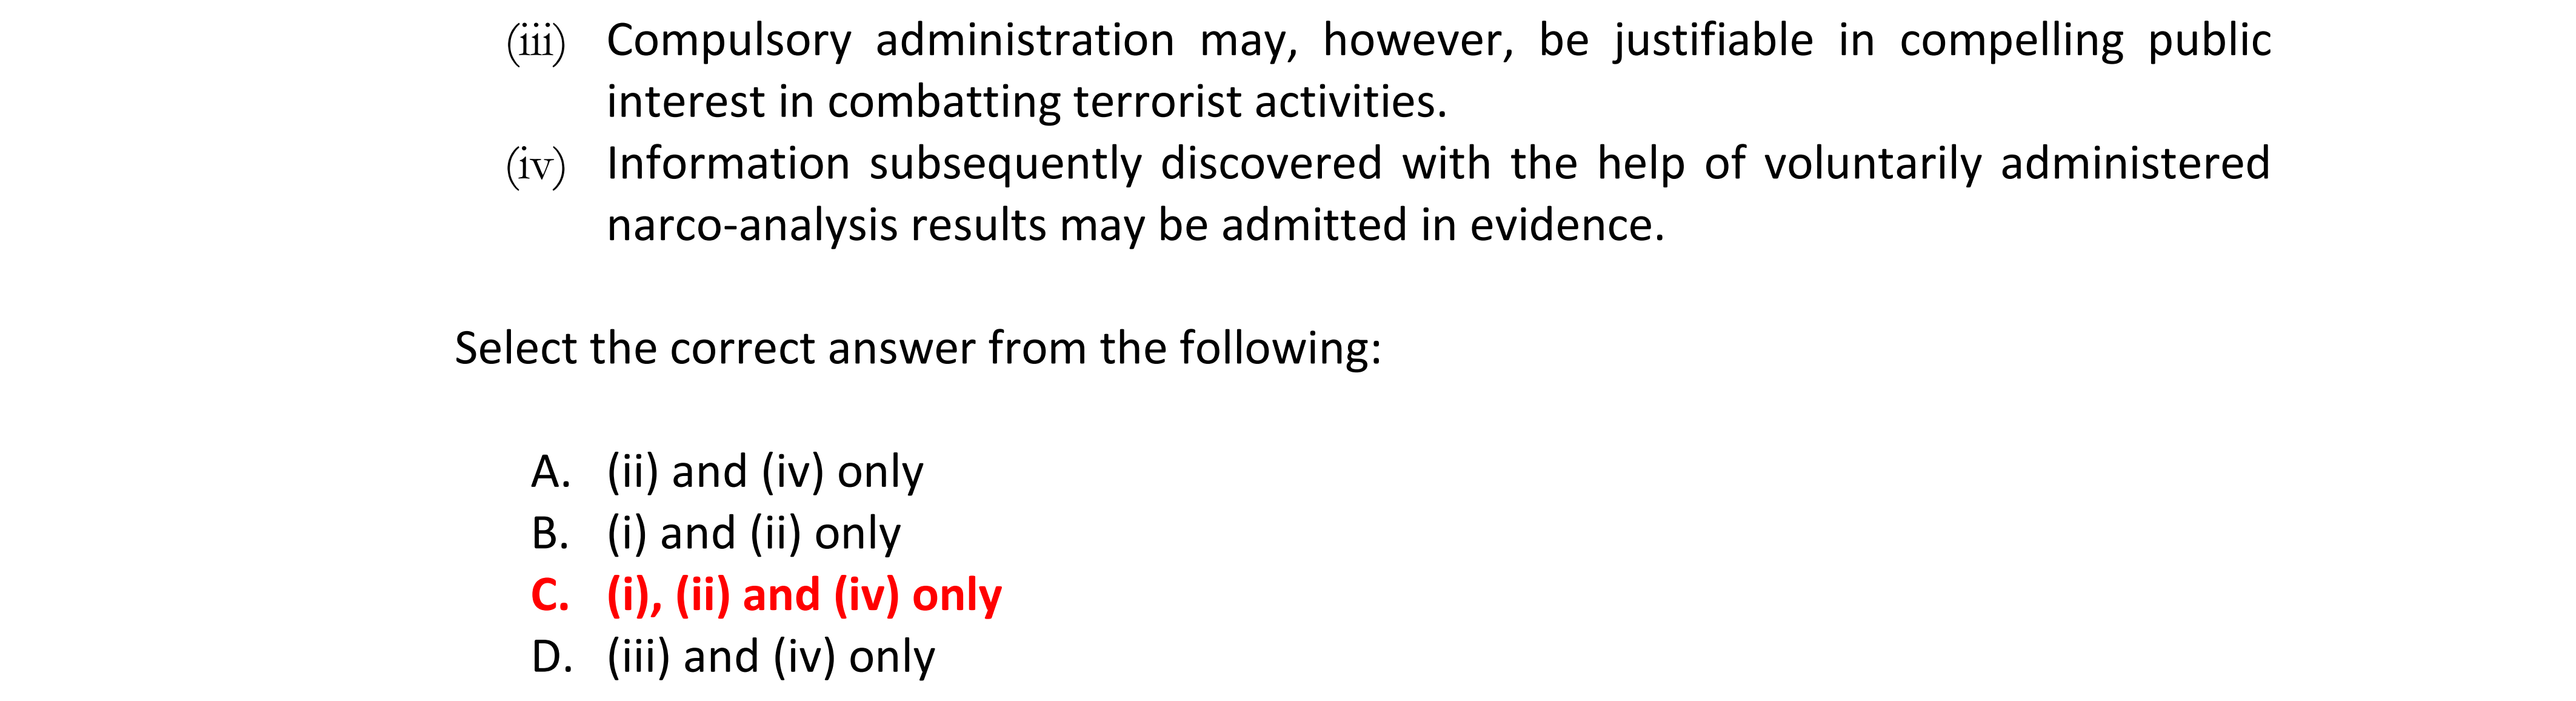 (iii) Compulsory administration may, however, be justifiable in compelling public
interest in combatting terrorist activities.
(iv) Information subsequently discovered with the help of voluntarily administered
narco-analysis results may be admitted in evidence.
Select the correct answer from the following:
A. (ii) and (iv) only
B. (i) and (ii) only
C. (i), (ii) and (iv) only
D. (iii) and (iv) only